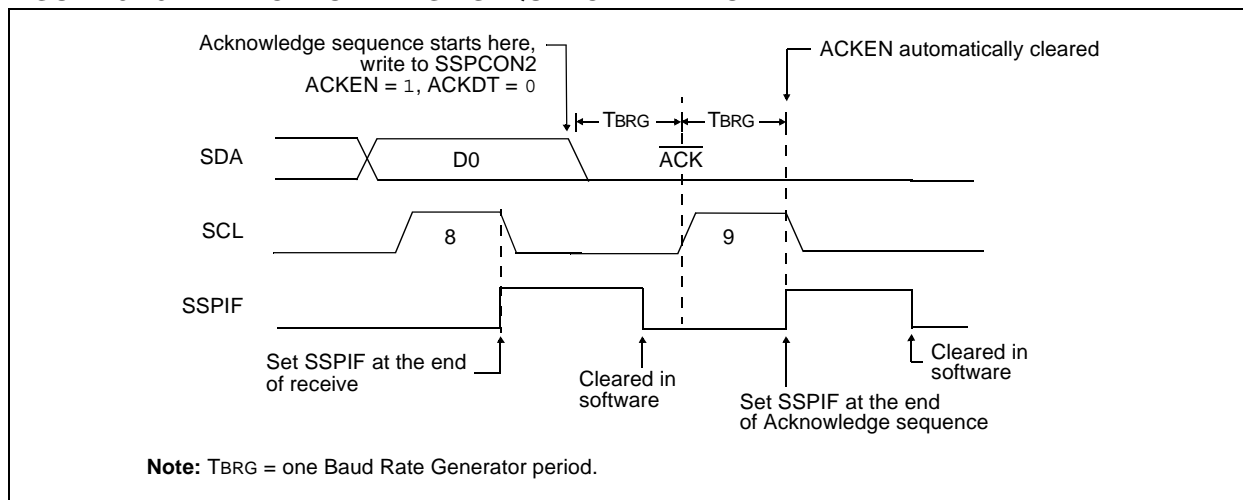 Acknowledge sequence starts here,
write to SSPCON2
ACKEN = 1, ACKDT = 0
ACKEN automatically cleared
TBRG
TBRG
SDA
D0
ACK
SCL
8
9
SSPIF
Set SSPIF at the end
of receive
Cleared in
software
Set SSPIF at the end
of Acknowledge sequence
Cleared in
software
Note: TBRG = one Baud Rate Generator period.